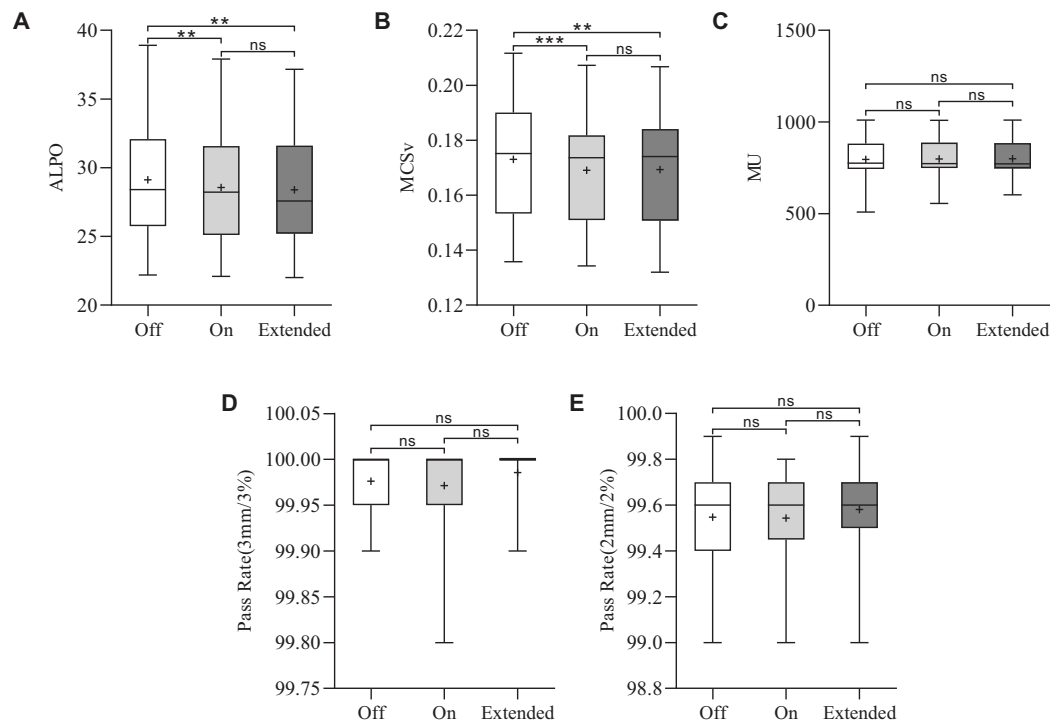 A
ALPO
40
35
30
25
20
**
**
ns
Off
On
Extended
B
MCSv
0.22
0.20
0.18
0.16
0.14
0.12
**
***
ns
Off
On
Extended
C
MU
1500
1000
500
0
ns
ns
ns
Off
On
Extended
D
Pass Rate(3mm/3%)
100.05
100.00
99.95
99.90
99.85
99.80
99.75
ns
ns
ns
Off
On
Extended
E
Pass Rate(2mm/2%)
100.0
99.8
99.6
99.4
99.2
99.0
98.8
ns
ns
ns
Off
On
Extended